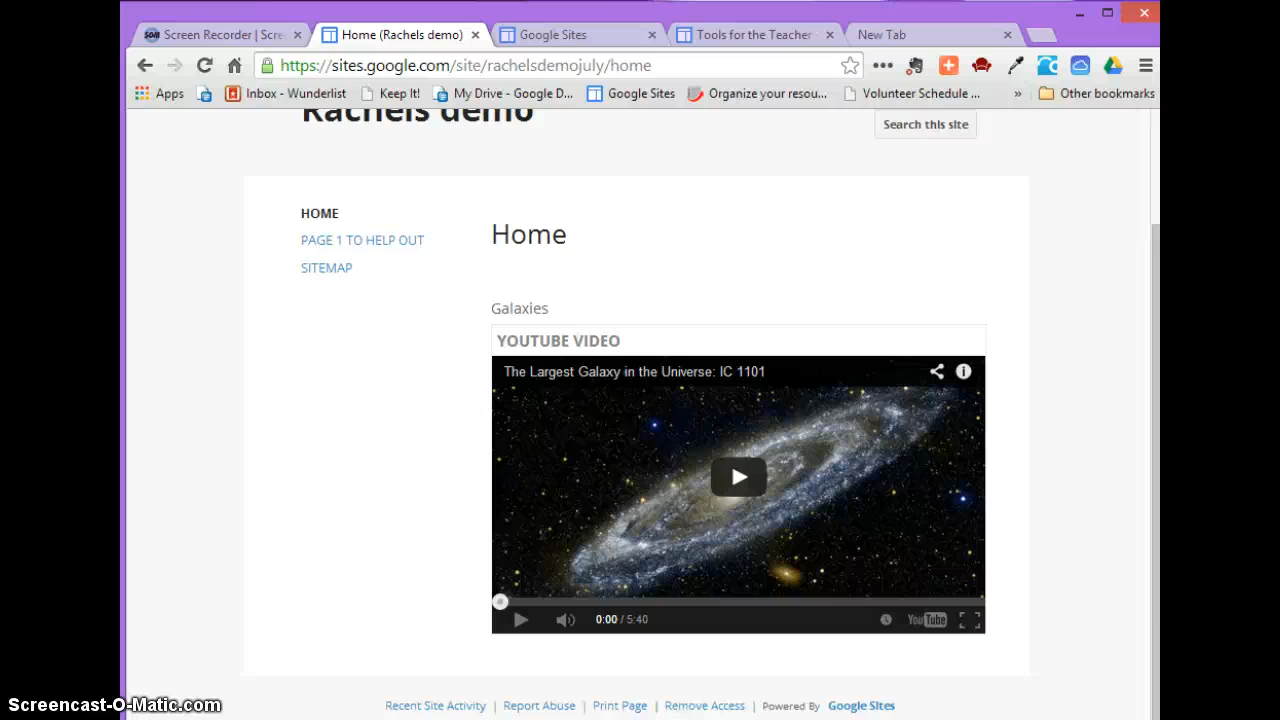 Screen Recorder | Scre
Home (Rachels demo)
Google Sites
Tools for the Teacher
New Tab
https://sites.google.com/site/rachelsdemojuly/home
Apps
Inbox - Wunderlist
Keep It!
My Drive - Google D...
Google Sites
Organize your resou...
Volunteer Schedule ...
»
Other bookmarks
Rachels demo
Search this site
HOME
PAGE 1 TO HELP OUT
SITEMAP
Home
Galaxies
YOUTUBE VIDEO
The Largest Galaxy in the Universe: IC 1101
0:00 / 5:40
YouTube
Recent Site Activity | Report Abuse | Print Page | Remove Access | Powered By Google Sites
Screencast-O-Matic.com